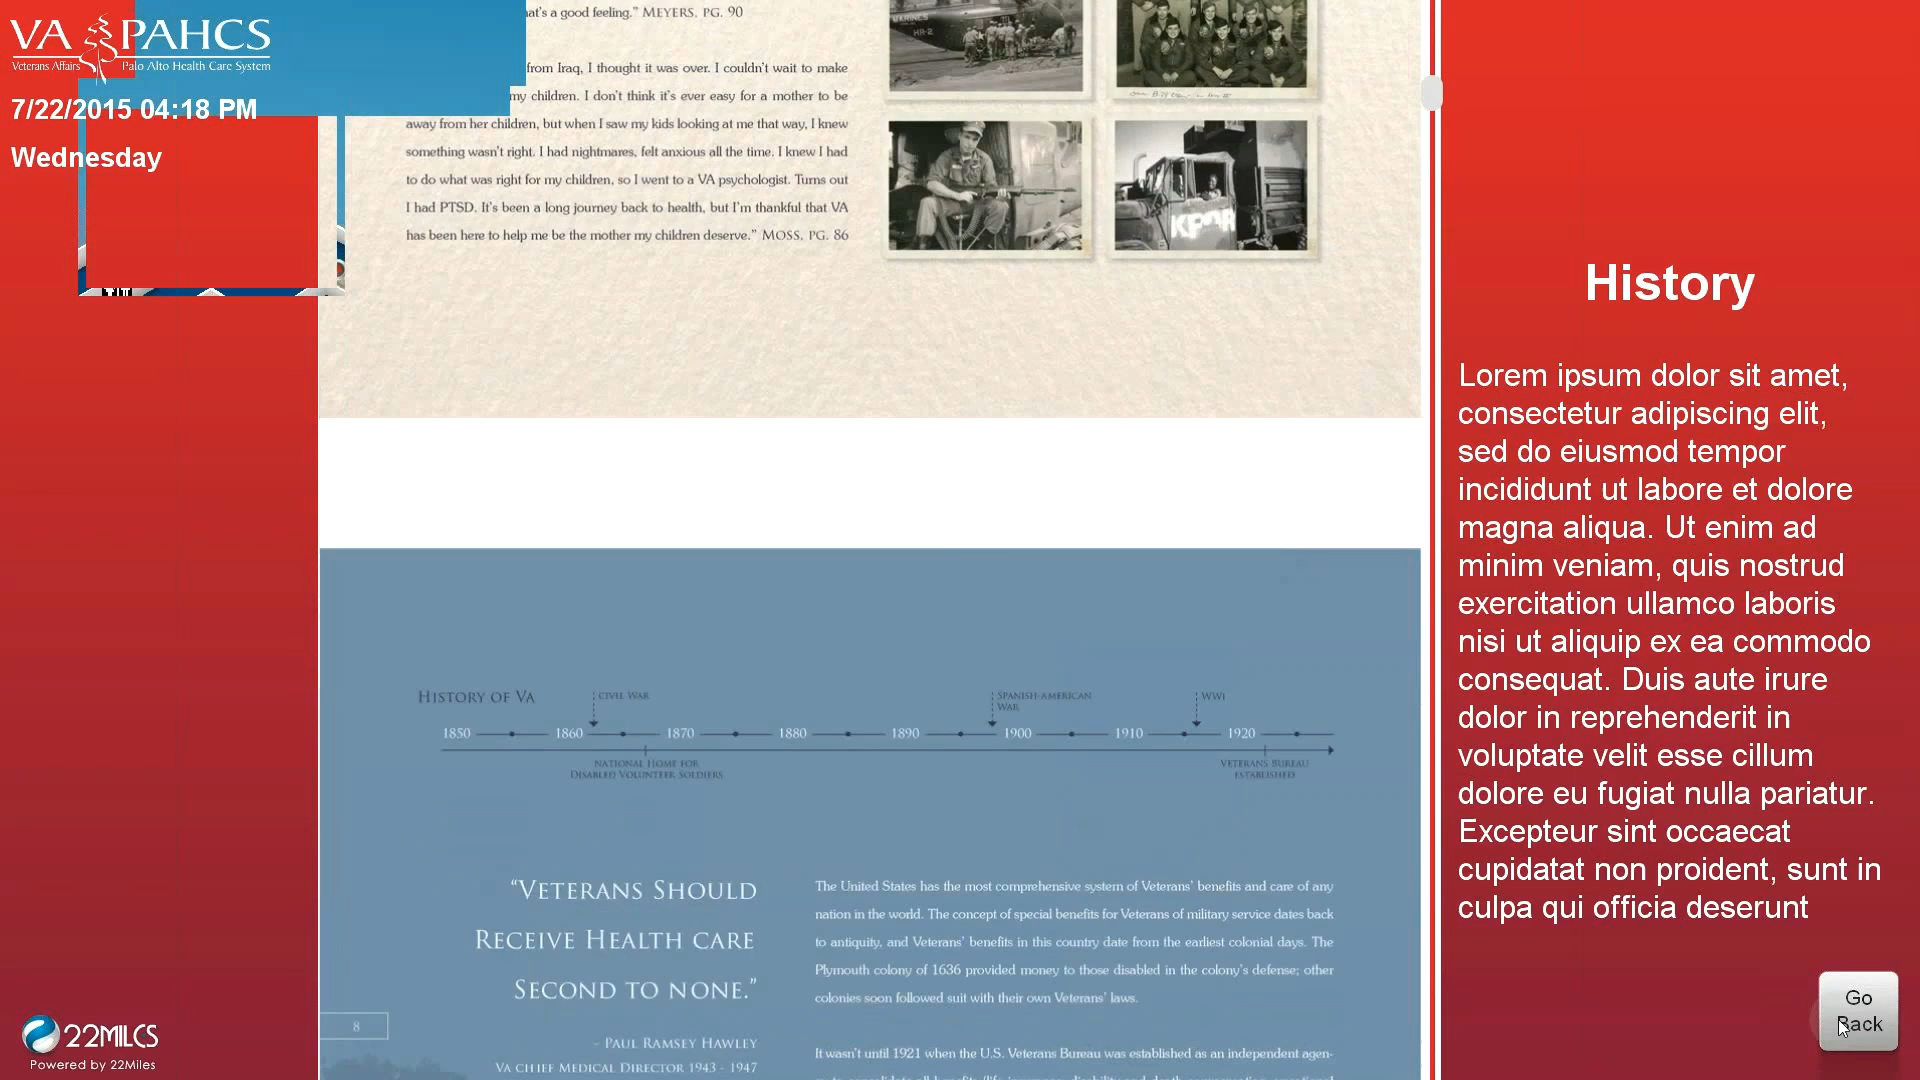 VA PAHCS
Veterans Affairs Palo Alto Health Care System
7/22/2015 04:18 PM
Wednesday
at's a good feeling." MEYERS, PG. 90
from Iraq, I thought it was over. I couldn't wait to make
my children. I don't think it's ever easy for a mother to be
away from her children, but when I saw my kids looking at me that way, I knew
something wasn't right. I had nightmares, felt anxious all the time. I knew I had
to do what was right for my children, so I went to a VA psychologist. Turns out
I had PTSD. It's been a long journey back to health, but I'm thankful that VA
has been here to help me be the mother my children deserve." MOSS, PG. 86
MARINES
HR-2
HISTORY OF VA
CIVIL WAR
SPANISH-AMERICAN
WAR
WWI
1850 1860 1870 1880 1890 1900 1910 1920
NATIONAL HOME FOR
DISABLED VOLUNTEER SOLDIERS
VETERANS BUREAU
ESTABLISHED
"VETERANS SHOULD
RECEIVE HEALTH CARE
SECOND TO NONE."
- PAUL RAMSEY HAWLEY
VA CHIEF MEDICAL DIRECTOR 1943 - 1947
8
The United States has the most comprehensive system of Veterans' benefits and care of any
nation in the world. The concept of special benefits for Veterans of military service dates back
to antiquity, and Veterans' benefits in this country date from the earliest colonial days. The
Plymouth colony of 1636 provided money to those disabled in the colony's defense; other
colonies soon followed suit with their own Veterans' laws.
It wasn't until 1921 when the U.S. Veterans Bureau was established as an independent agen-
History
Lorem ipsum dolor sit amet,
consectetur adipiscing elit,
sed do eiusmod tempor
incididunt ut labore et dolore
magna aliqua. Ut enim ad
minim veniam, quis nostrud
exercitation ullamco laboris
nisi ut aliquip ex ea commodo
consequat. Duis aute irure
dolor in reprehenderit in
voluptate velit esse cillum
dolore eu fugiat nulla pariatur.
Excepteur sint occaecat
cupidatat non proident, sunt in
culpa qui officia deserunt
Go
Back
22MILES
Powered by 22Miles